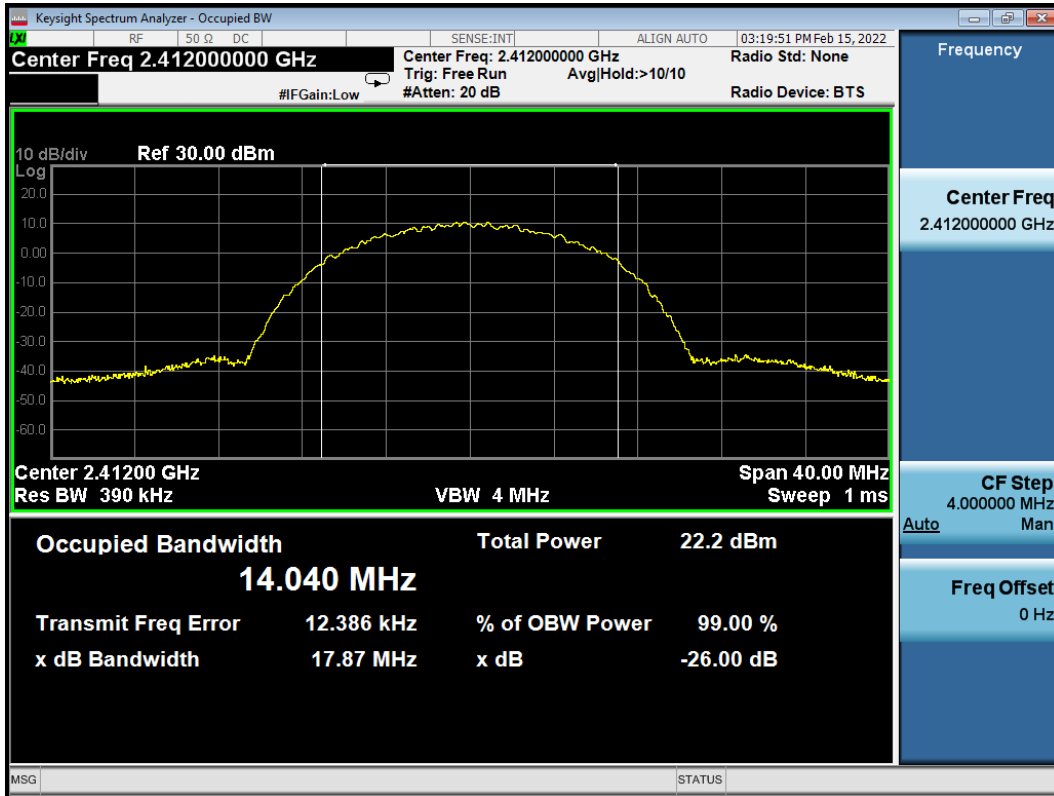 Keysight Spectrum Analyzer - Occupied BW
LXI RF 50 Ω DC SENSE:INT ALIGN AUTO 03:19:51 PM Feb 15, 2022
Center Freq 2.412000000 GHz
Center Freq: 2.412000000 GHz Radio Std: None
Trig: Free Run Avg|Hold:>10/10
#IFGain:Low #Atten: 20 dB Radio Device: BTS
10 dB/div Ref 30.00 dBm
Log
20.0
10.0
0.00
-10.0
-20.0
-30.0
-40.0
-50.0
-60.0
Center 2.41200 GHz Span 40.00 MHz
Res BW 390 kHz VBW 4 MHz Sweep 1 ms
Occupied Bandwidth Total Power 22.2 dBm
14.040 MHz
Transmit Freq Error 12.386 kHz % of OBW Power 99.00 %
x dB Bandwidth 17.87 MHz x dB -26.00 dB
MSG STATUS
Frequency
Center Freq
2.412000000 GHz
CF Step
4.000000 MHz
Auto Man
Freq Offset
0 Hz